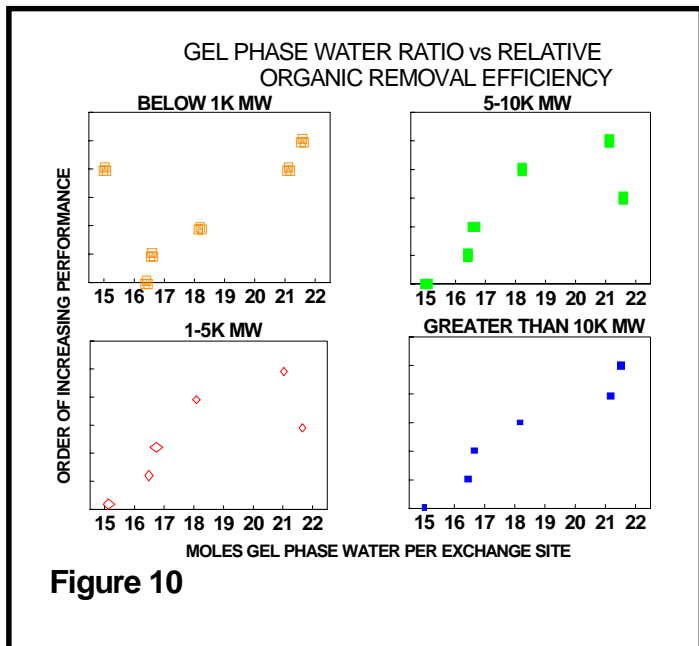 GEL PHASE WATER RATIO vs RELATIVE
ORGANIC REMOVAL EFFICIENCY
BELOW 1K MW
5-10K MW
15 16 17 18 19 20 21 22
15 16 17 18 19 20 21 22
1-5K MW
GREATER THAN 10K MW
15 16 17 18 19 20 21 22
15 16 17 18 19 20 21 22
ORDER OF INCREASING PERFORMANCE
MOLES GEL PHASE WATER PER EXCHANGE SITE
Figure 10